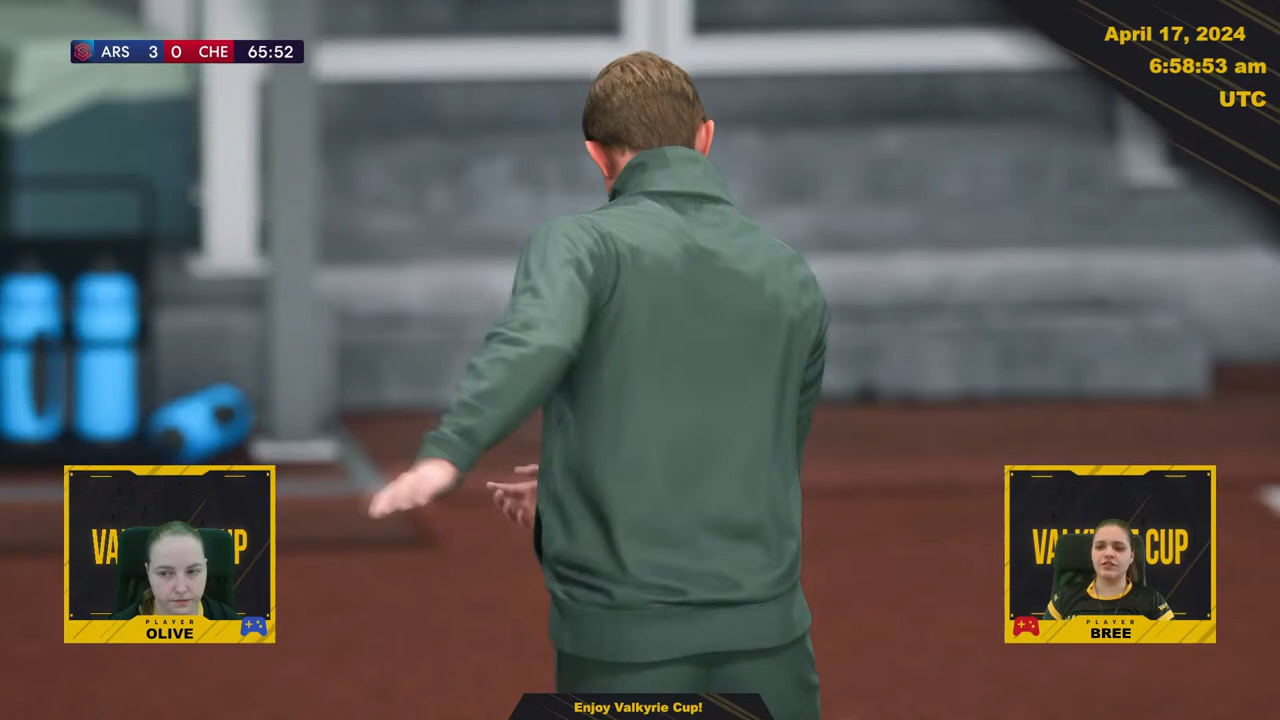 ARS 3 0 CHE 65:52
April 17, 2024
6:58:53 am
UTC
PLAYER
OLIVE
CUP
PLAYER
BREE
Enjoy Valkyrie Cup!